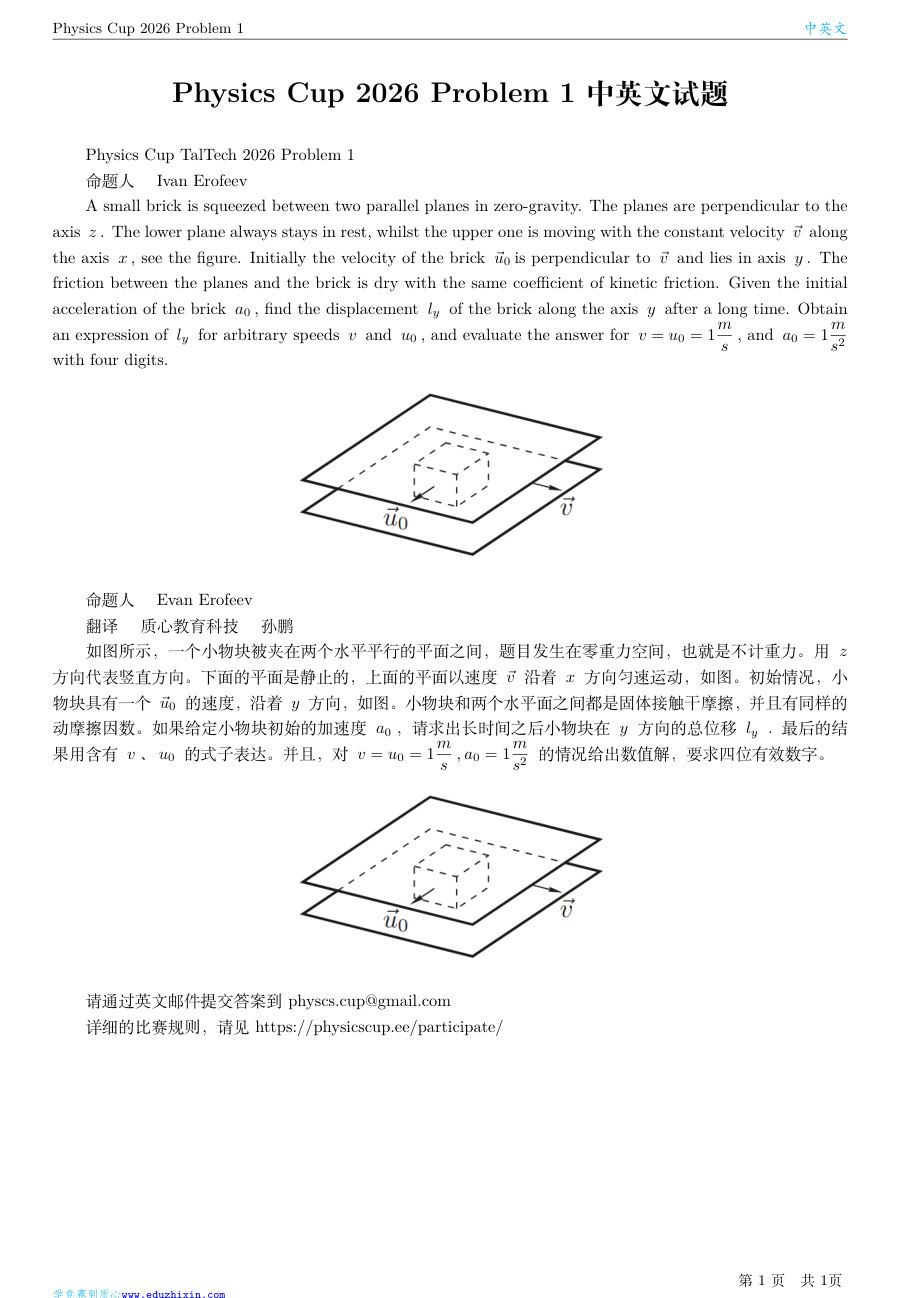 Physics Cup 2026 Problem 1 中英文
Physics Cup 2026 Problem 1 中英文试题
Physics Cup TalTech 2026 Problem 1
命题人 Ivan Erofeev
A small brick is squeezed between two parallel planes in zero-gravity. The planes are perpendicular to the
axis z . The lower plane always stays in rest, whilst the upper one is moving with the constant velocity v⃗ along
the axis x , see the figure. Initially the velocity of the brick u⃗₀ is perpendicular to v⃗ and lies in axis y . The
friction between the planes and the brick is dry with the same coefficient of kinetic friction. Given the initial
acceleration of the brick a₀ , find the displacement l_y of the brick along the axis y after a long time. Obtain
an expression of l_y for arbitrary speeds v and u₀ , and evaluate the answer for v = u₀ = 1 m/s , and a₀ = 1 m/s²
with four digits.
u⃗₀
v⃗
命题人 Evan Erofeev
翻译 质心教育科技 孙鹏
如图所示，一个小物块被夹在两个水平平行的平面之间，题目发生在零重力空间，也就是不计重力。用 z
方向代表竖直方向。下面的平面是静止的，上面的平面以速度 v⃗ 沿着 x 方向匀速运动，如图。初始情况，小
物块具有一个 u⃗₀ 的速度，沿着 y 方向，如图。小物块和两个水平面之间都是固体接触干摩擦，并且有同样的
动摩擦因数。如果给定小物块初始的加速度 a₀ ，请求出长时间之后小物块在 y 方向的总位移 l_y ．最后的结
果用含有 v 、 u₀ 的式子表达。并且，对 v = u₀ = 1 m/s , a₀ = 1 m/s² 的情况给出数值解，要求四位有效数字。
u⃗₀
v⃗
请通过英文邮件提交答案到 physcs.cup@gmail.com
详细的比赛规则，请见 https://physicscup.ee/participate/
第 1 页 共 1页
学竞赛到质心www.eduzhixin.com